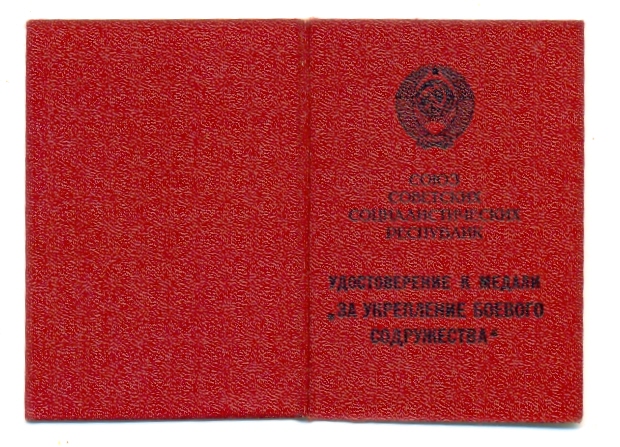 СОЮЗ
СОВЕТСКИХ
СОЦИАЛИСТИЧЕСКИХ
РЕСПУБЛИК
УДОСТОВЕРЕНИЕ К МЕДАЛИ
„ЗА УКРЕПЛЕНИЕ БОЕВОГО
СОДРУЖЕСТВА“